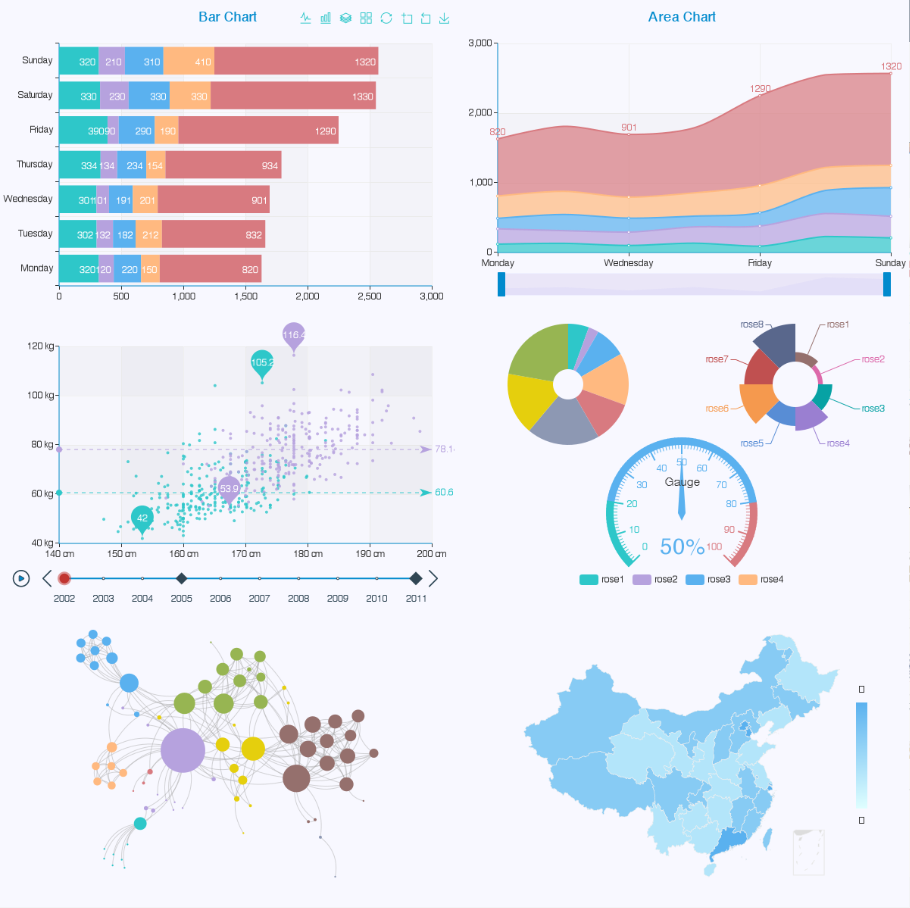 Bar Chart
Sunday 320 210 310 410 1320
Saturday 330 230 330 330 1330
Friday 390 90 290 190 1290
Thursday 334 134 234 154 934
Wednesday 301 101 191 201 901
Tuesday 302 132 182 212 832
Monday 320 120 220 150 820
0 500 1,000 1,500 2,000 2,500 3,000
Area Chart
3,000
2,000
1,000
0
820 901 1290 1320
Monday Wednesday Friday Sunday
120 kg
100 kg
80 kg
60 kg
40 kg
116.4
105.2
78.1
53.9
60.6
42
140 cm 150 cm 160 cm 170 cm 180 cm 190 cm 200 cm
2002 2003 2004 2005 2006 2007 2008 2009 2010 2011
rose8 rose1
rose7 rose2
rose6 rose3
rose5 rose4
0 10 20 30 40 50 60 70 80 90 100
Gauge
50%
rose1 rose2 rose3 rose4